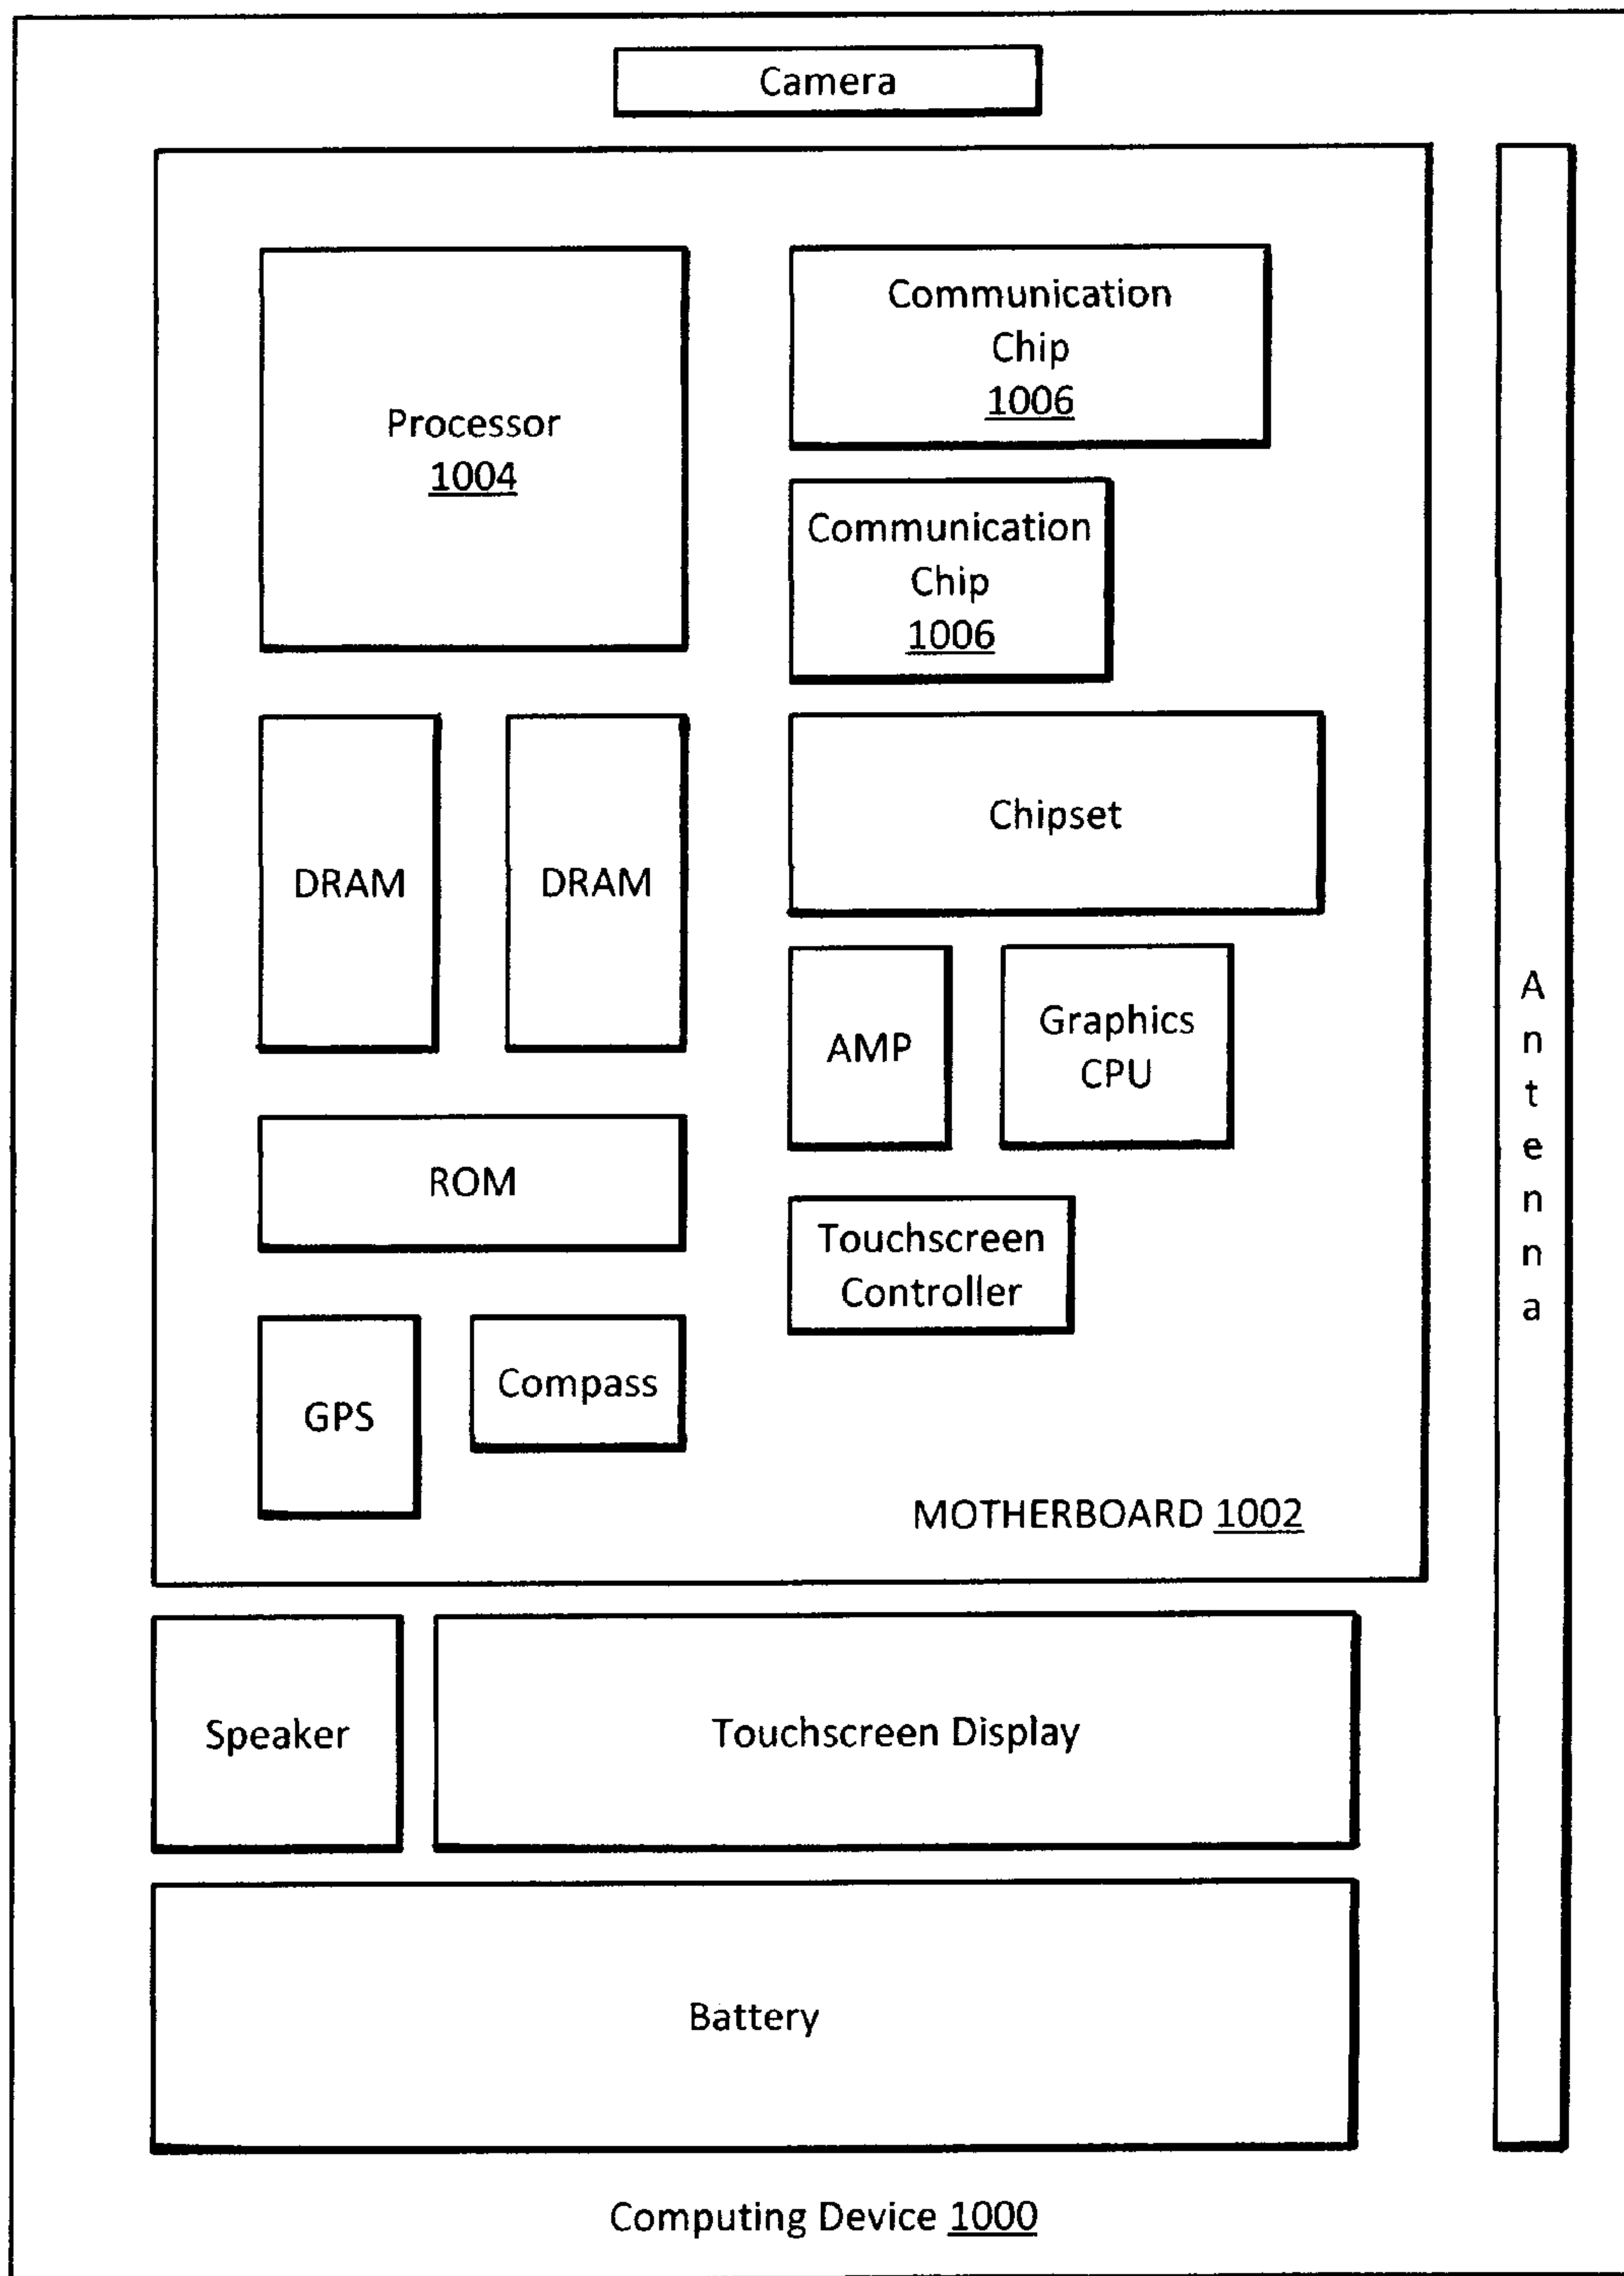 Camera
Processor
1004
Communication
Chip
1006
Communication
Chip
1006
DRAM
DRAM
Chipset
AMP
Graphics
CPU
ROM
Touchscreen
Controller
GPS
Compass
MOTHERBOARD 1002
Antenna
Speaker
Touchscreen Display
Battery
Computing Device 1000